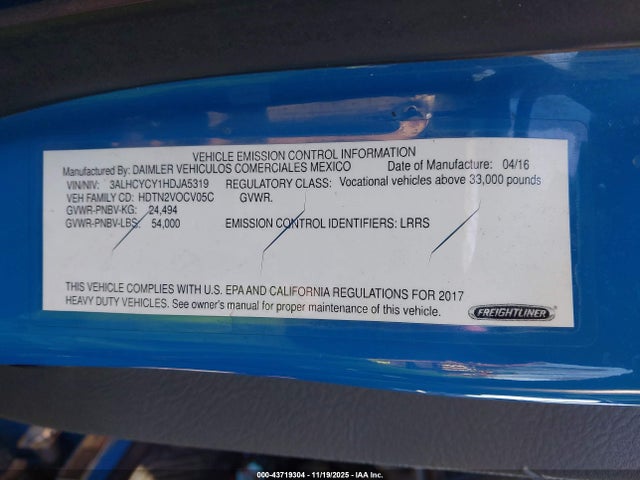 VEHICLE EMISSION CONTROL INFORMATION
Manufactured By: DAIMLER VEHICULOS COMERCIALES MEXICO Date of Manufacture: 04/16
VIN/NIV: 3ALHCYCY1HDJA5319 REGULATORY CLASS: Vocational vehicles above 33,000 pounds
VEH FAMILY CD: HDTN2VOCV05C GVWR.
GVWR-PNBV-KG: 24,494
GVWR-PNBV-LBS: 54,000 EMISSION CONTROL IDENTIFIERS: LRRS
THIS VEHICLE COMPLIES WITH U.S. EPA AND CALIFORNIA REGULATIONS FOR 2017
HEAVY DUTY VEHICLES. See owner's manual for proper maintenance of this vehicle.
FREIGHTLINER
000-43719304 - 11/19/2025 - IAA Inc.